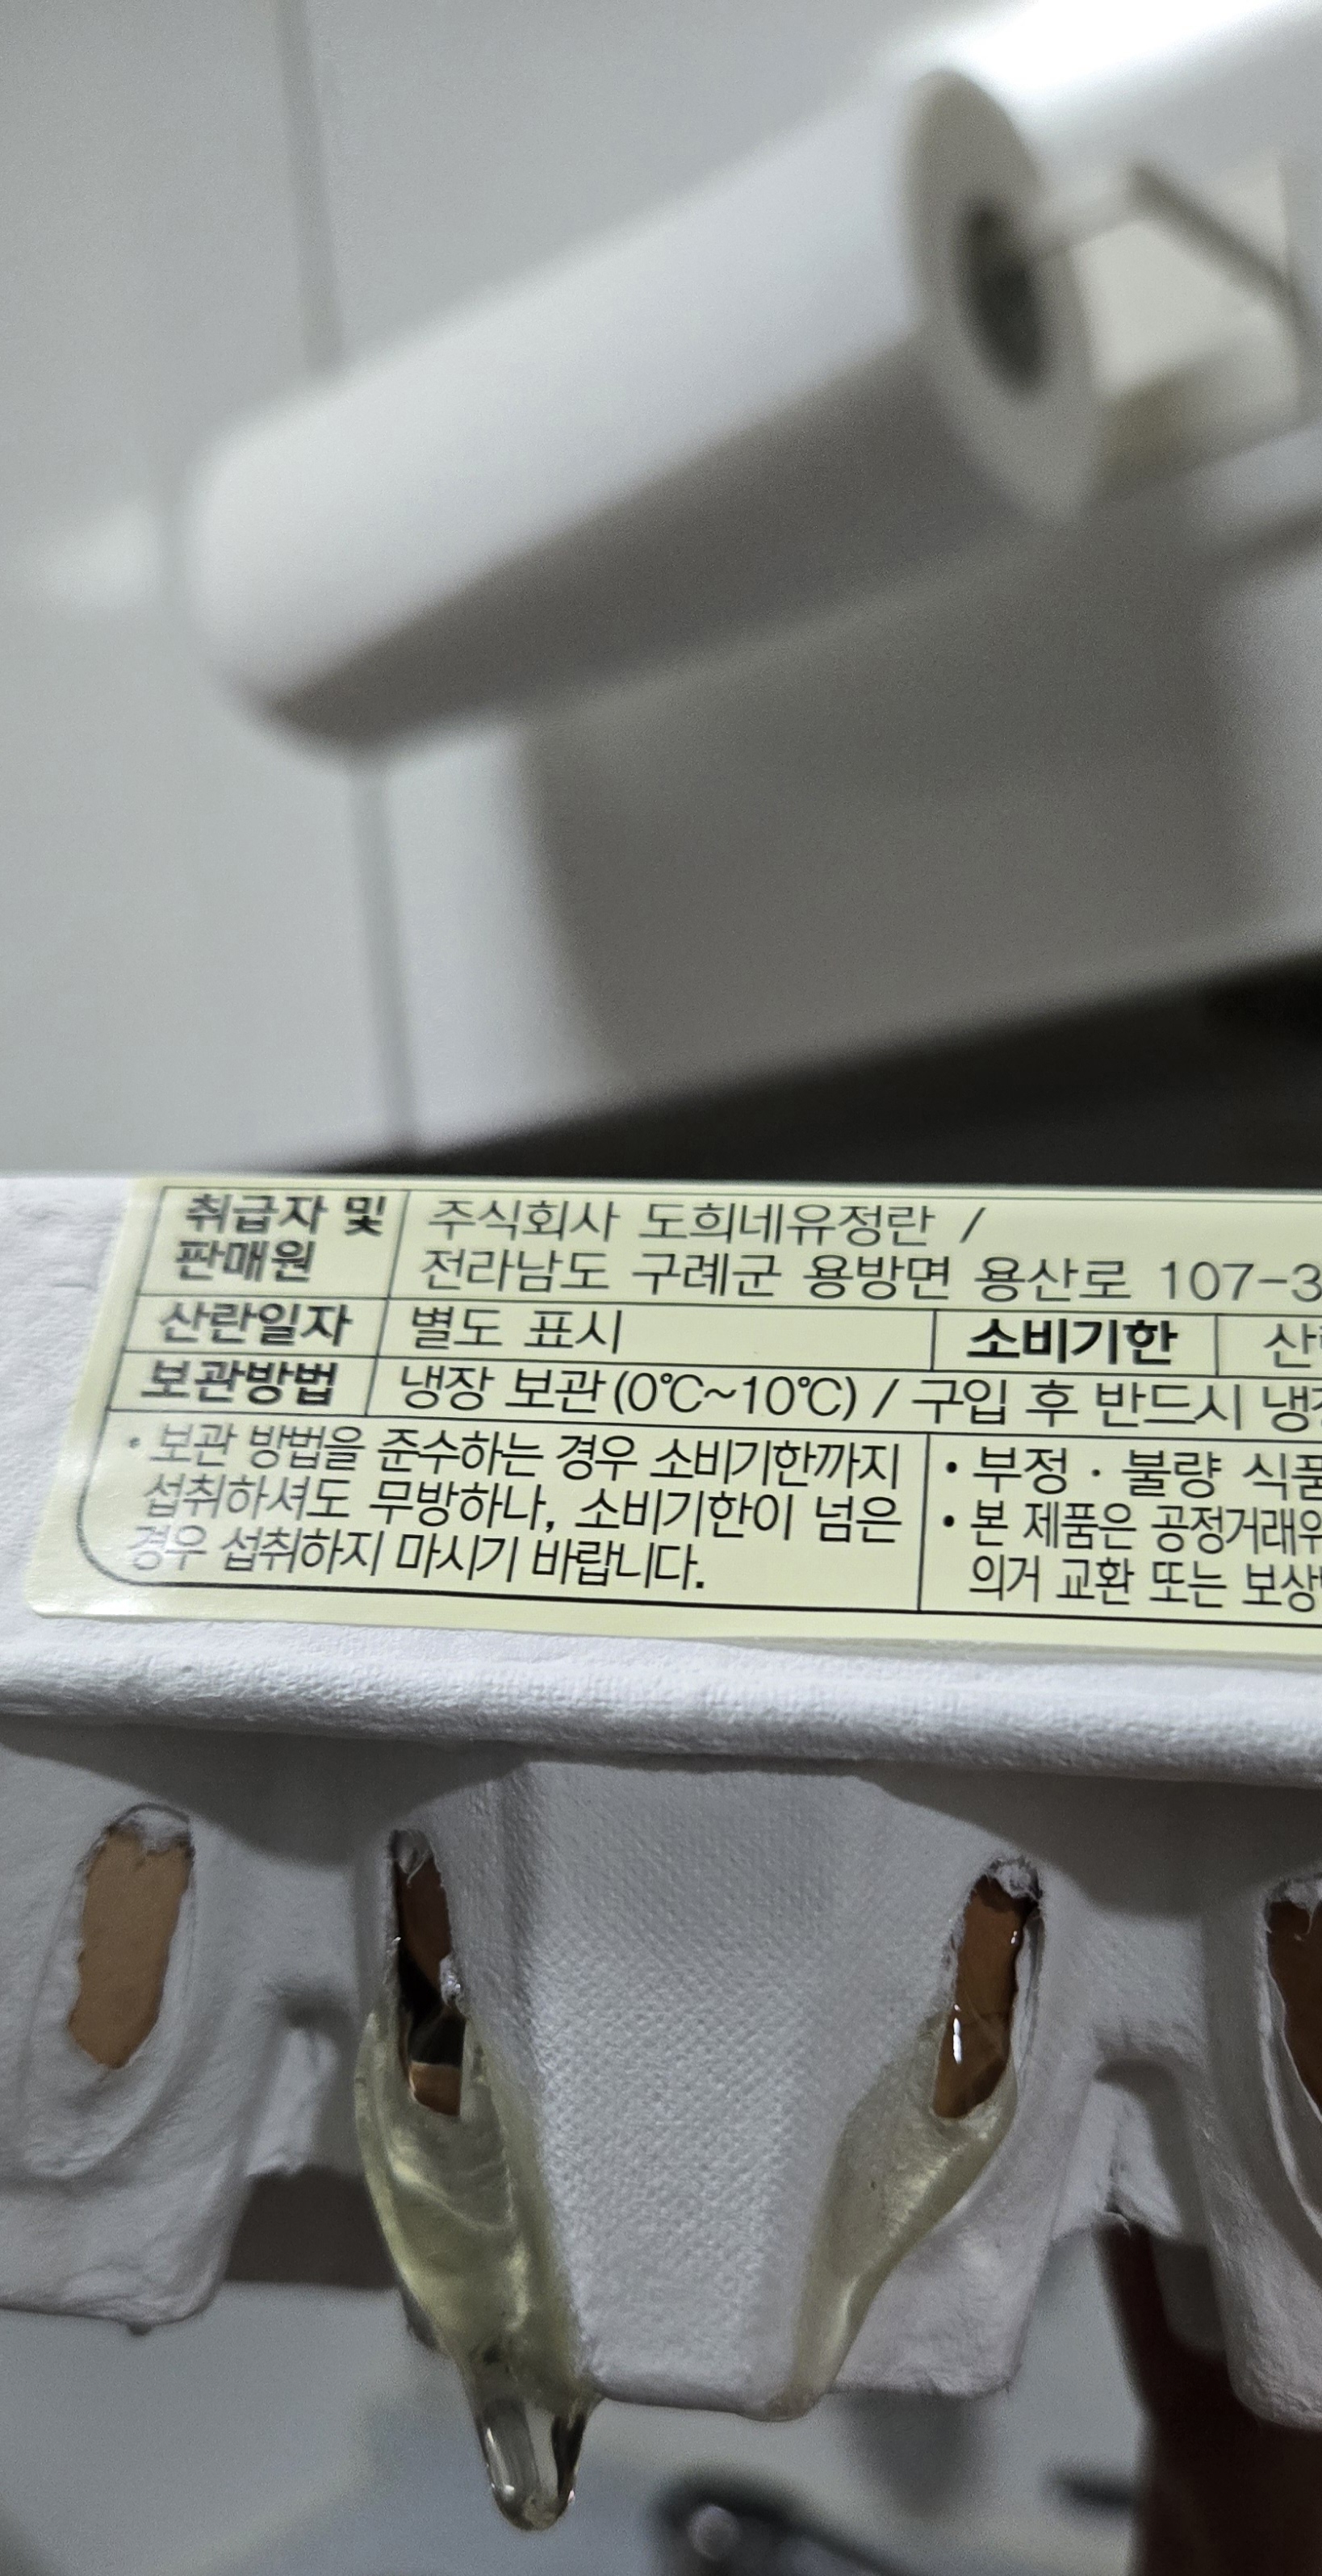 취급자 및
판매원
주식회사 도희네유정란 /
전라남도 구례군 용방면 용산로 107-3
산란일자
별도 표시
소비기한
보관방법
냉장 보관(0℃~10℃) / 구입 후 반드시
• 보관 방법을 준수하는 경우 소비기한까지
섭취하셔도 무방하나, 소비기한이 넘은
경우 섭취하지 마시기 바랍니다.
• 부정 · 불량
• 본 제품은
의거 교환 또는